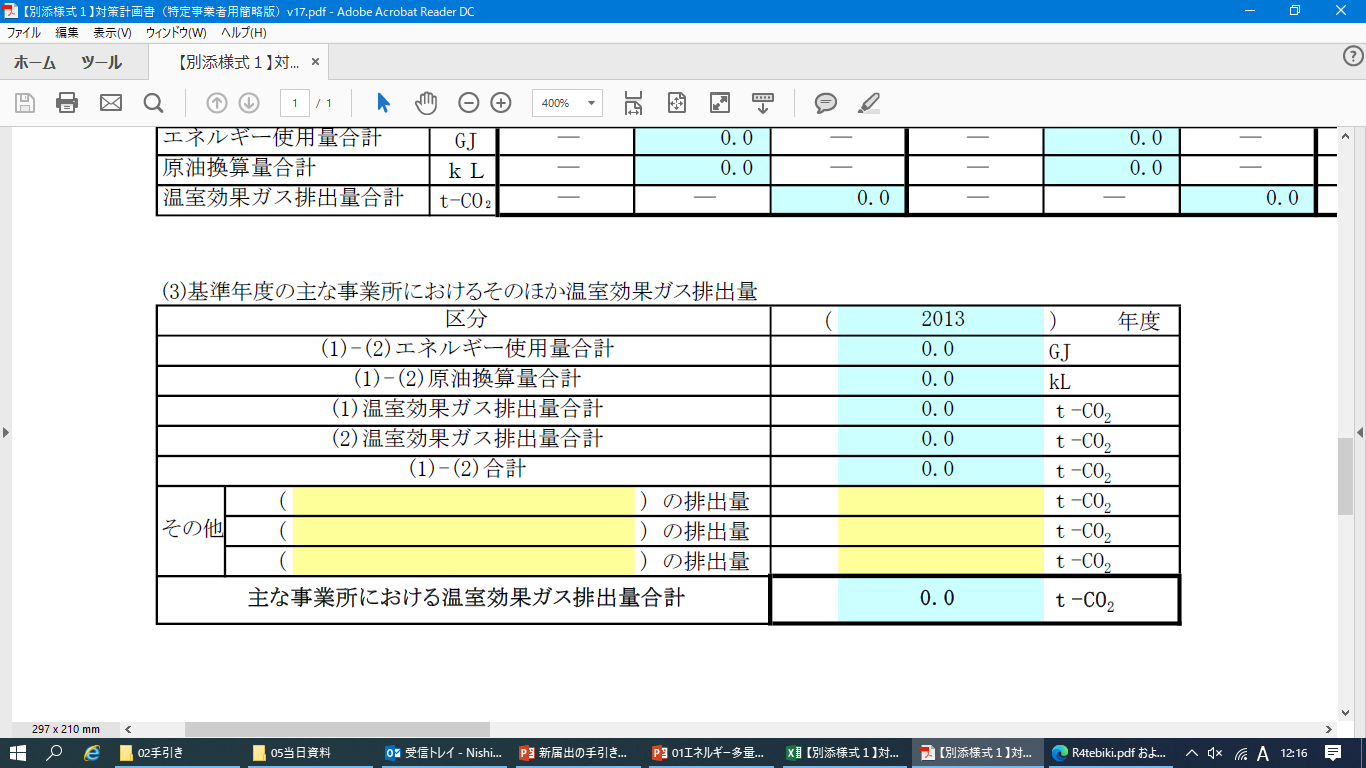 【別添様式１】対策計画書（特定事業者用簡略版）v17.pdf - Adobe Acrobat Reader DC
ファイル 編集 表示(V) ウィンドウ(W) ヘルプ(H)
ホーム ツール 【別添様式１】対... ×
1 / 1 400%
エネルギー使用量合計 GJ — 0.0 — — 0.0 —
原油換算量合計 ｋＬ — 0.0 — — 0.0 —
温室効果ガス排出量合計 t-CO₂ — — 0.0 — — 0.0
(3)基準年度の主な事業所におけるそのほか温室効果ガス排出量
区分 ( 2013 ) 年度
(1)-(2)エネルギー使用量合計 0.0 GJ
(1)-(2)原油換算量合計 0.0 kL
(1)温室効果ガス排出量合計 0.0 ｔ-CO₂
(2)温室効果ガス排出量合計 0.0 ｔ-CO₂
(1)-(2)合計 0.0 ｔ-CO₂
その他
( ) の排出量 ｔ-CO₂
( ) の排出量 ｔ-CO₂
( ) の排出量 ｔ-CO₂
主な事業所における温室効果ガス排出量合計 0.0 ｔ-CO₂
297 x 210 mm
02手引き 05当日資料 受信トレイ - Nishi... 新届出の手引き... 01エネルギー多量... 【別添様式１】対... 【別添様式１】対... R4tebiki.pdf およ... A 12:16